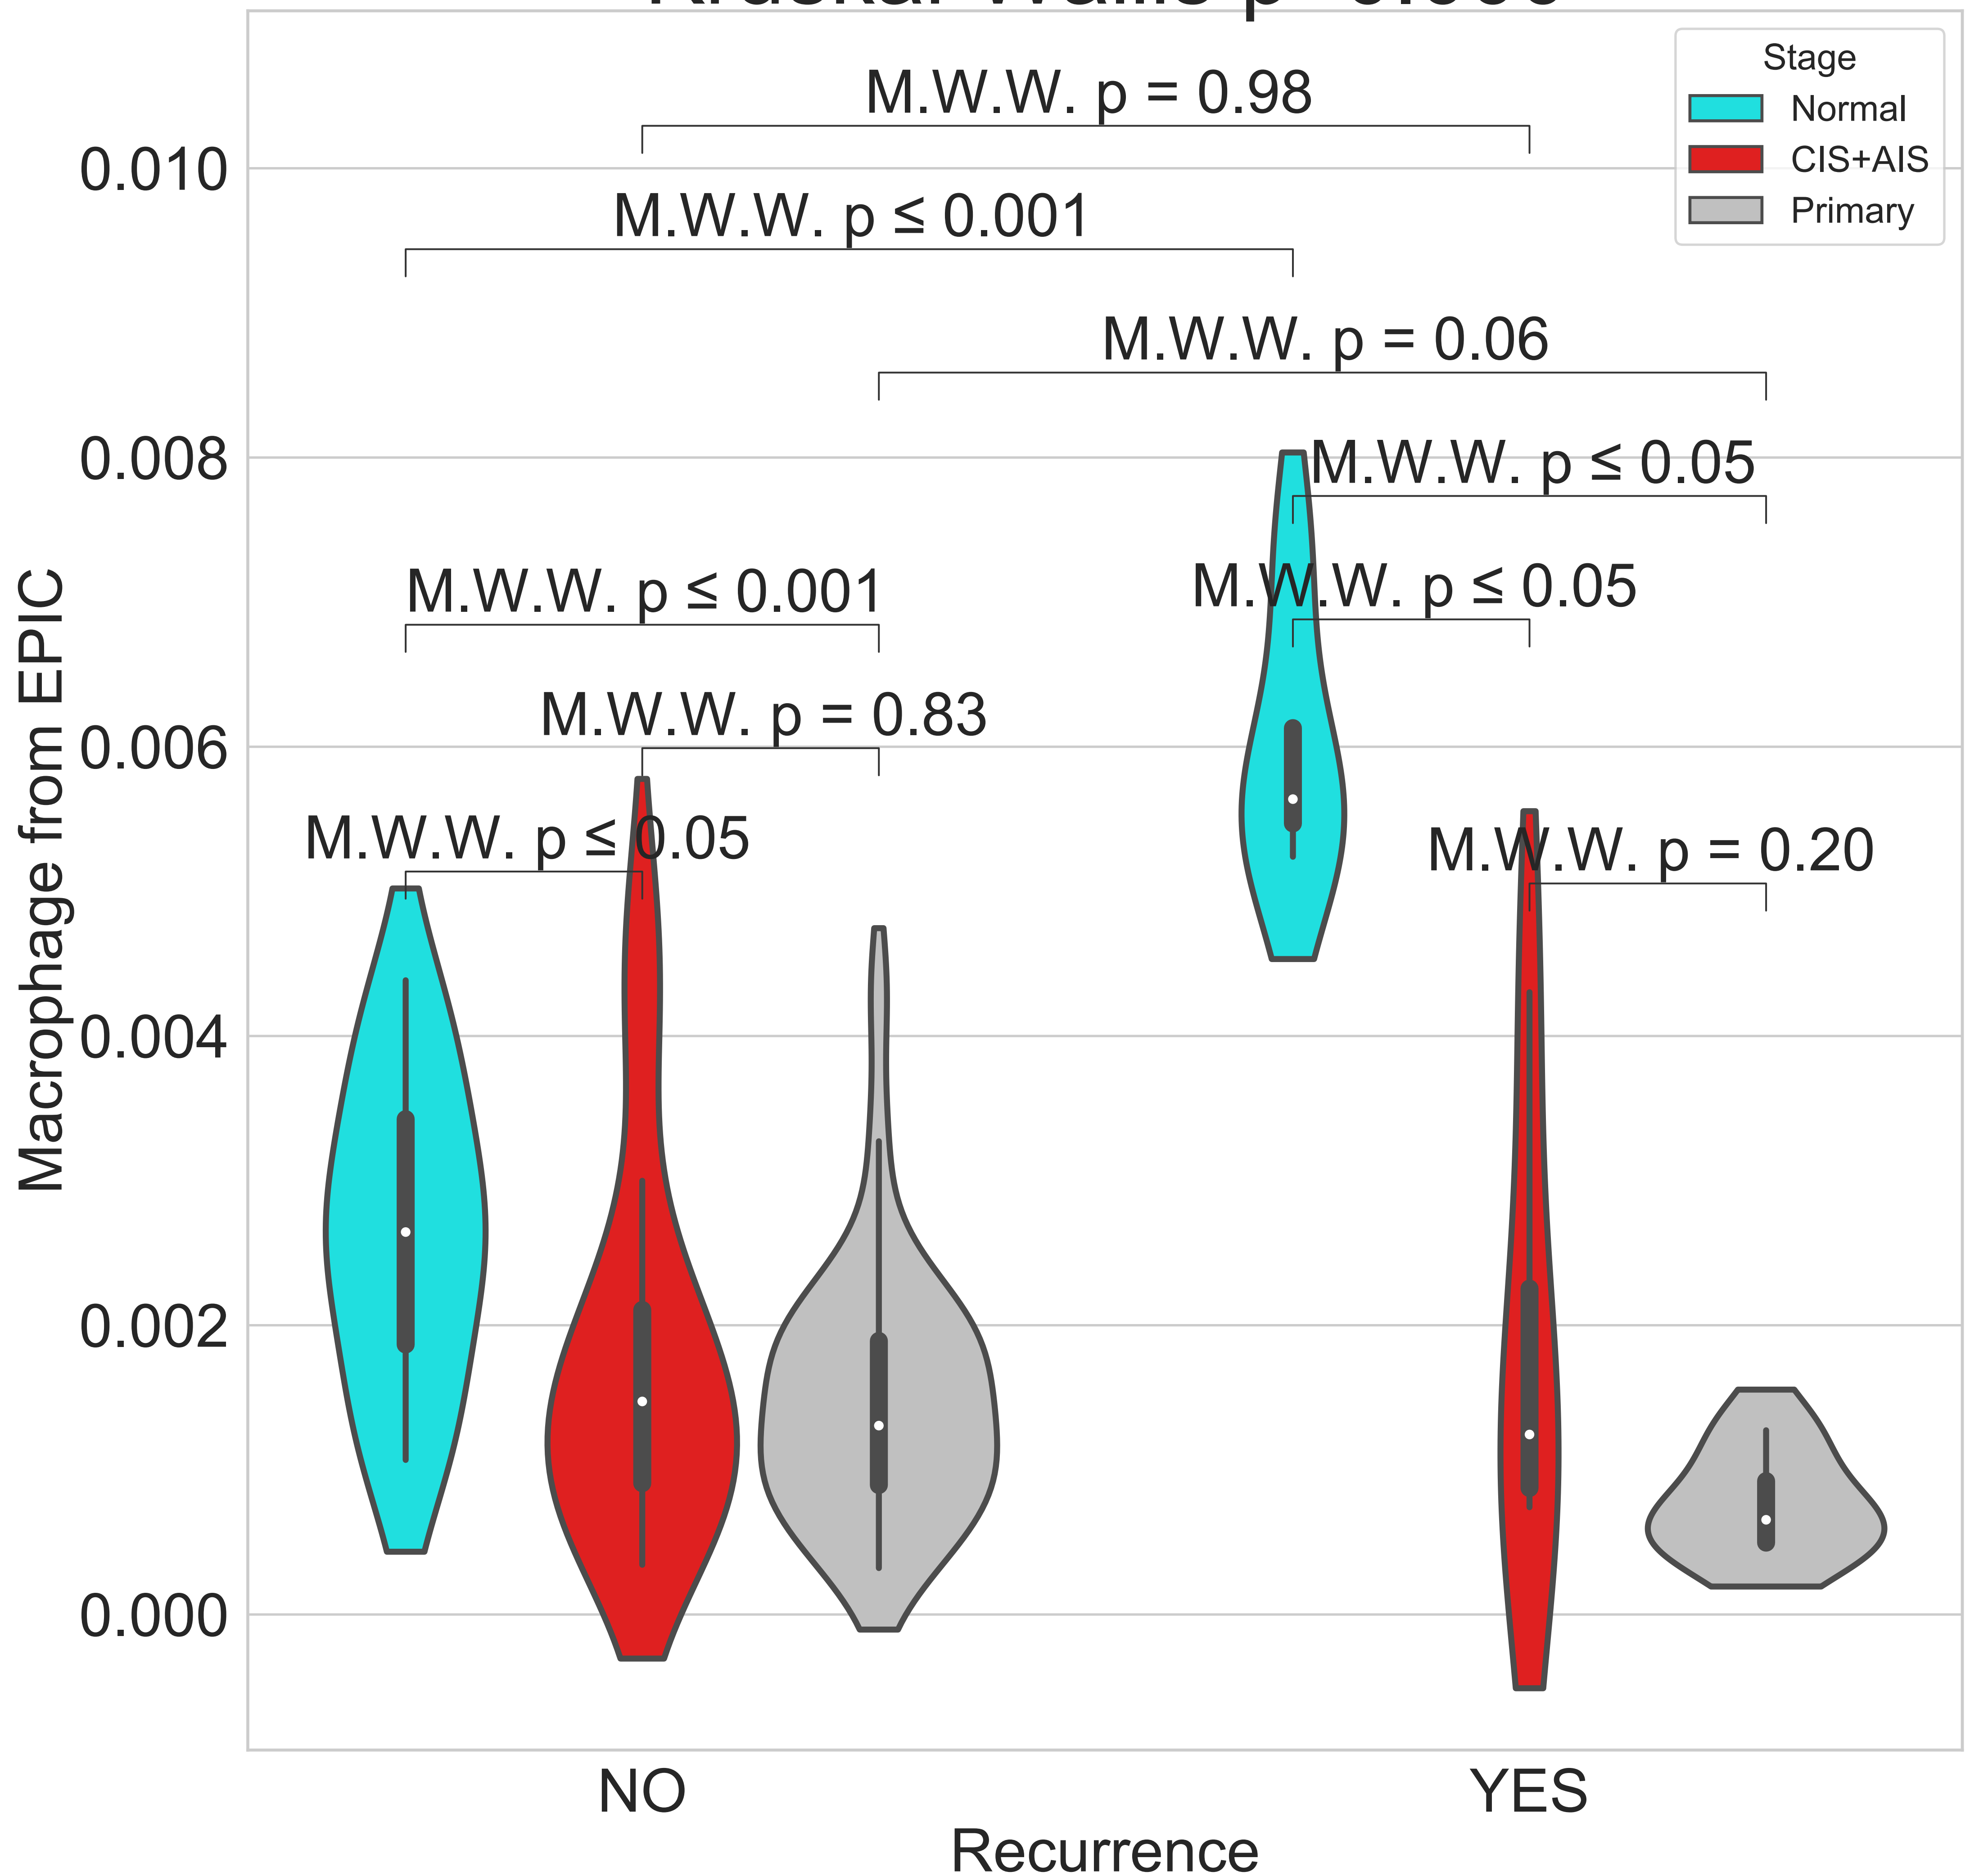 Stage
Normal
CIS+AIS
Primary
M.W.W. p = 0.98
M.W.W. p ≤ 0.001
M.W.W. p = 0.06
M.W.W. p ≤ 0.05
M.W.W. p ≤ 0.001
M.W.W. p ≤ 0.05
M.W.W. p = 0.83
M.W.W. p ≤ 0.05
M.W.W. p = 0.20
0.010
0.008
0.006
0.004
0.002
0.000
Macrophage from EPIC
NO
YES
Recurrence